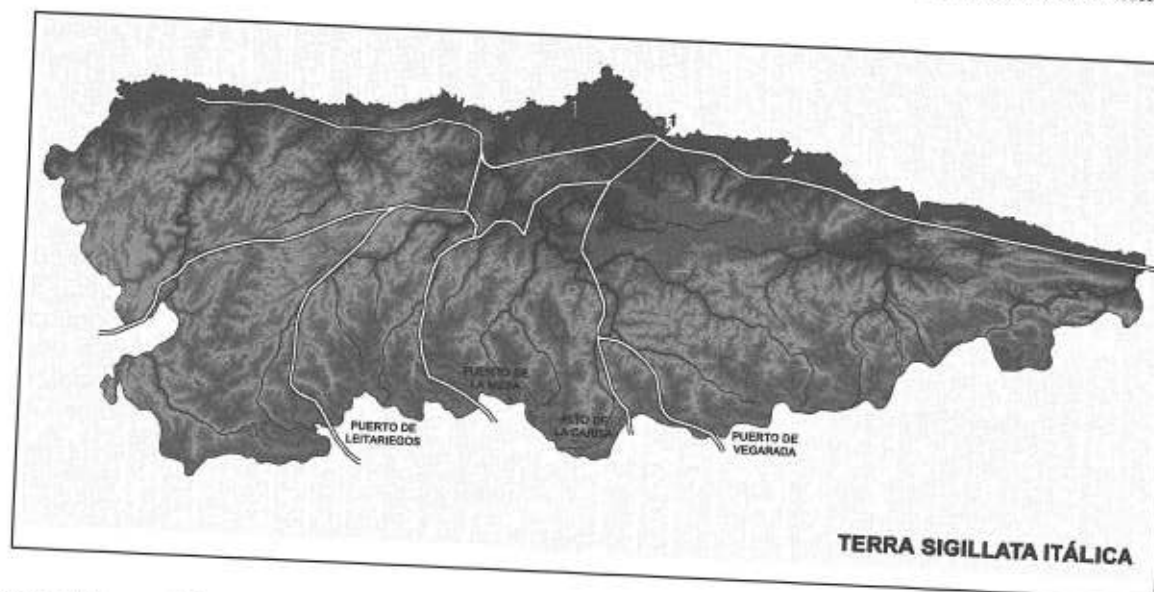 1
PUERTO DE
LA MESA
PUERTO DE
LEITARIEGOS
ALTO DE
LA CARISA
PUERTO DE
VEGARADA
TERRA SIGILLATA ITÁLICA